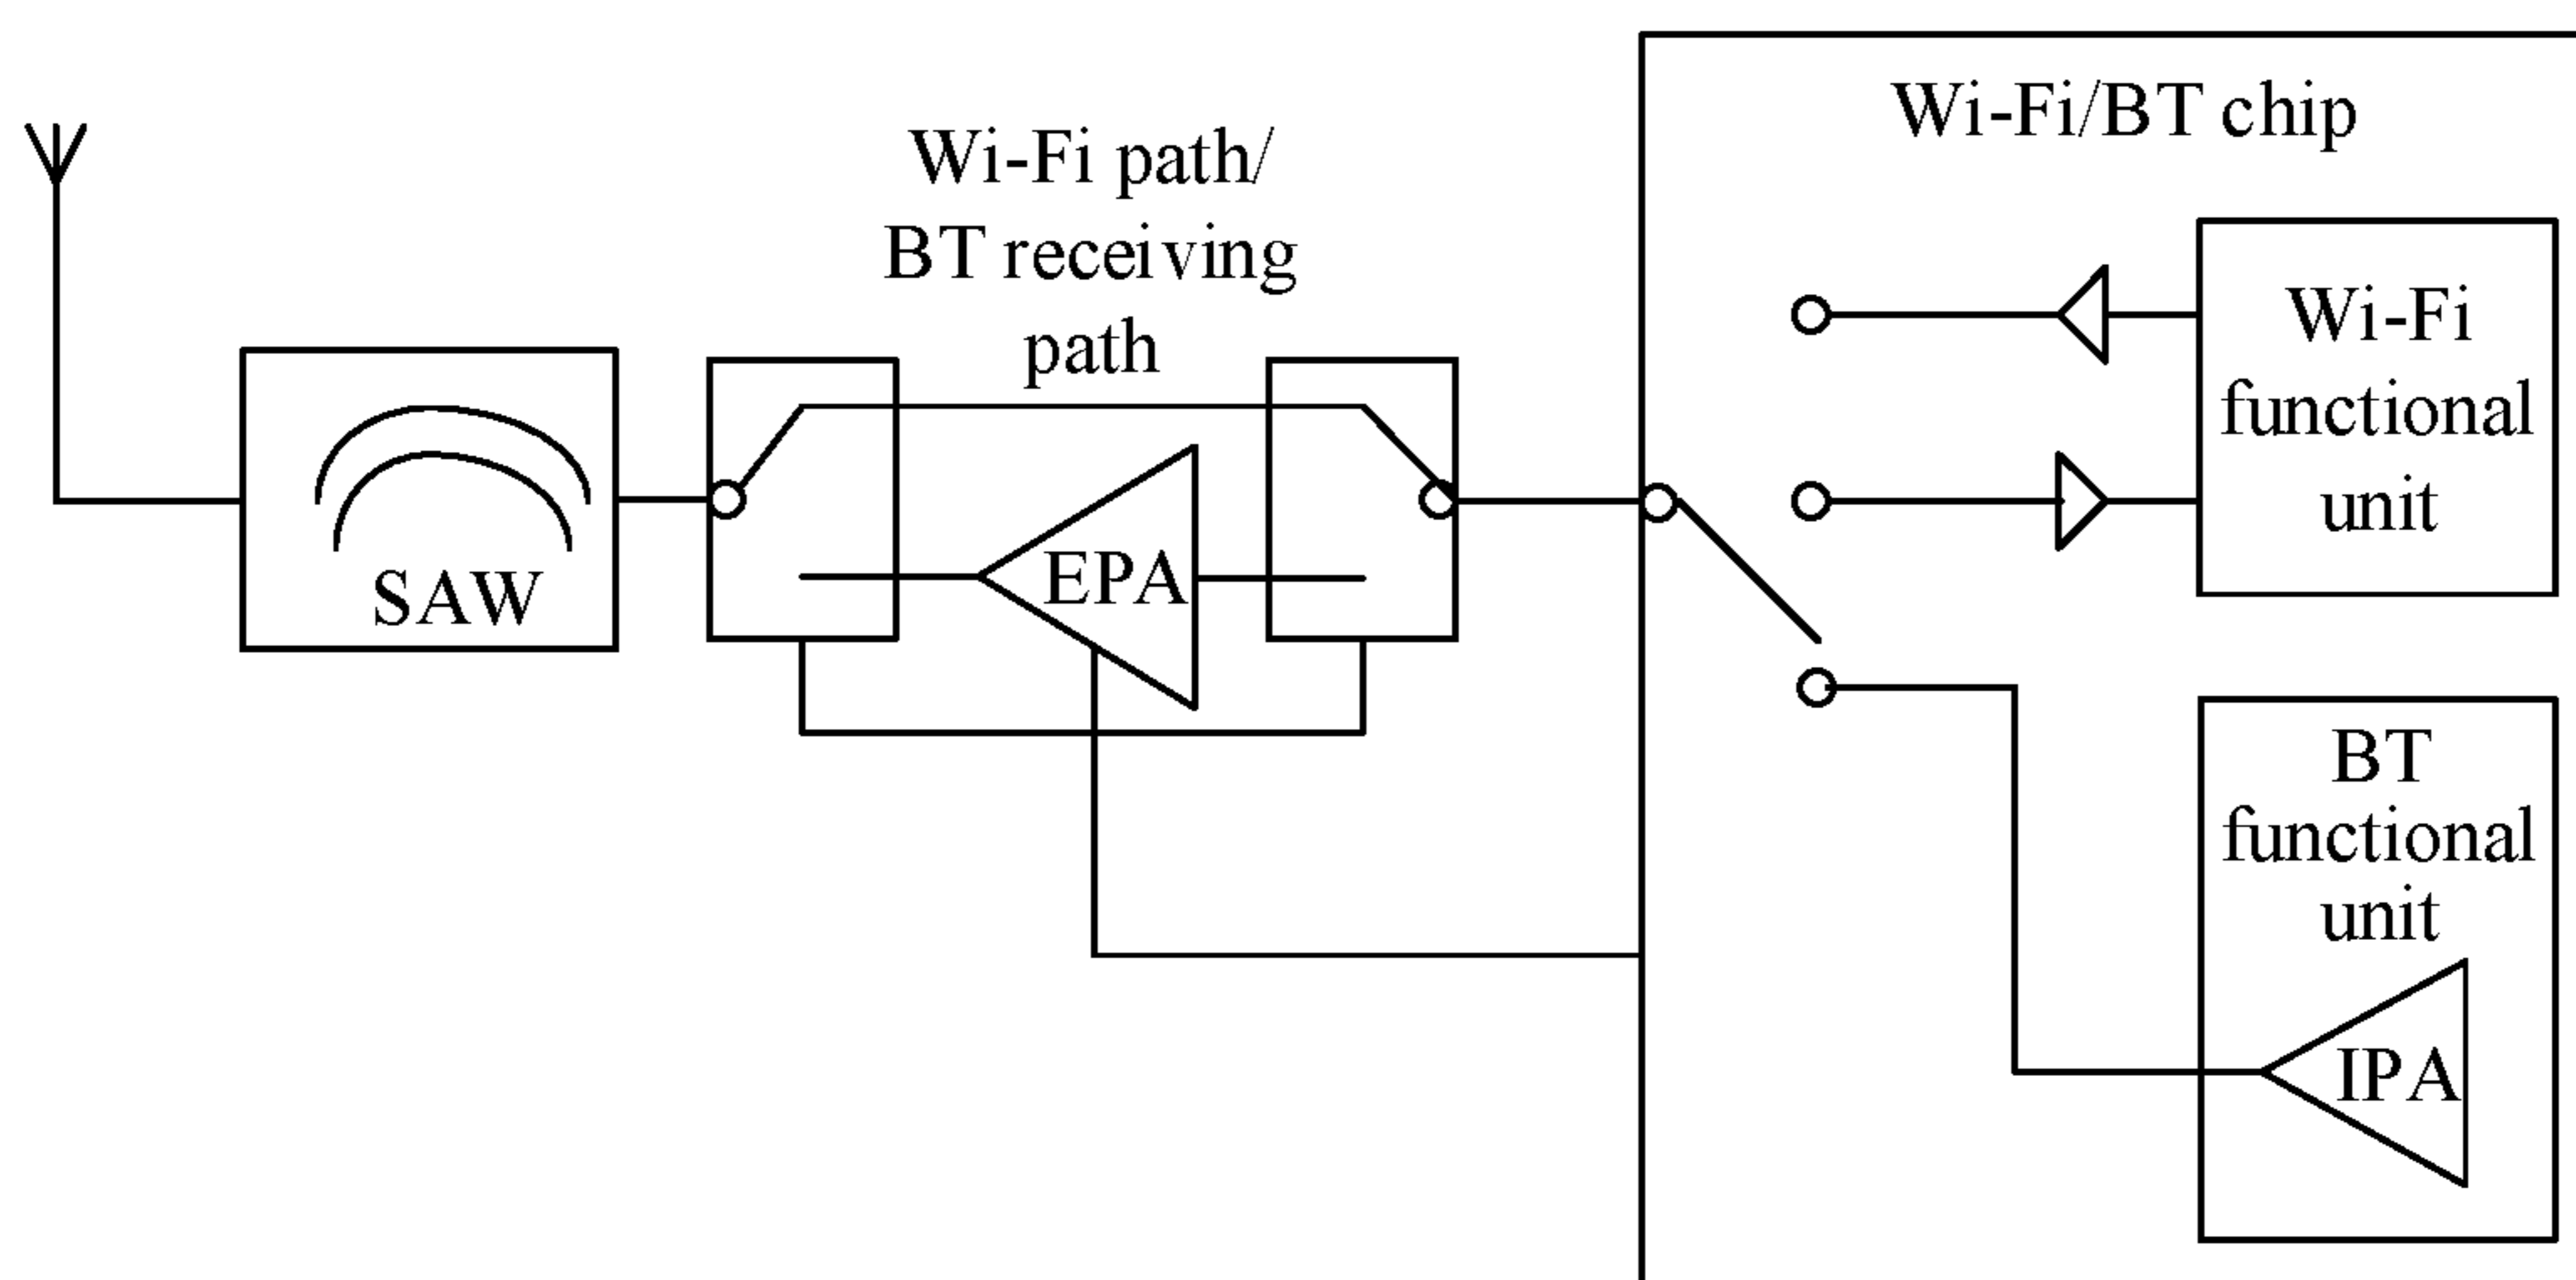 Wi-Fi/BT chip
Wi-Fi path/
BT receiving
path
SAW
EPA
Wi-Fi
functional
unit
BT
functional
unit
IPA